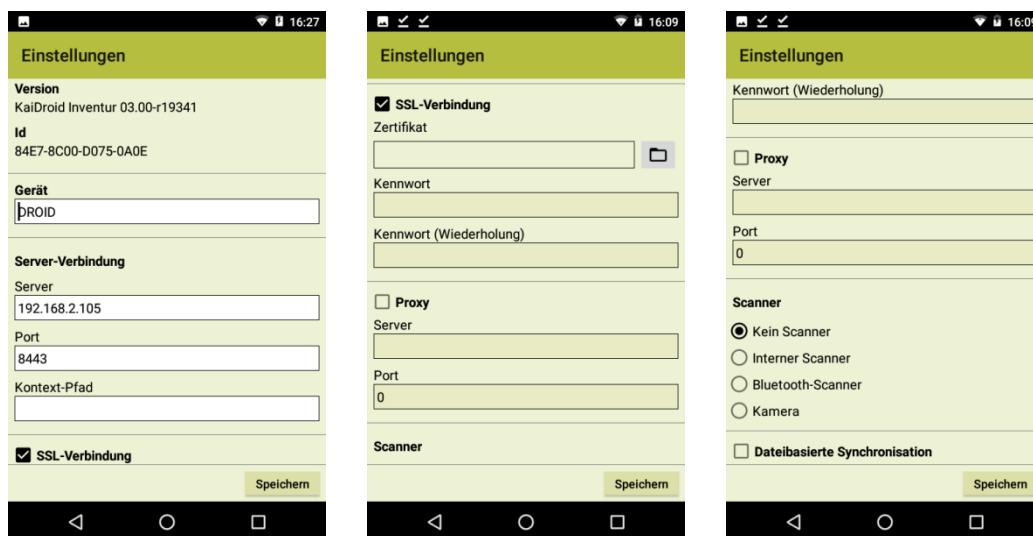 16:27
Einstellungen
Version
KaiDroid Inventur 03.00-r19341
Id
84E7-8C00-D075-0A0E
Gerät
DROID
Server-Verbindung
Server
192.168.2.105
Port
8443
Kontext-Pfad
SSL-Verbindung
Speichern
16:09
Einstellungen
SSL-Verbindung
Zertifikat
Kennwort
Kennwort (Wiederholung)
Proxy
Server
Port
0
Scanner
Speichern
16:09
Einstellungen
Kennwort (Wiederholung)
Proxy
Server
Port
0
Scanner
Kein Scanner
Interner Scanner
Bluetooth-Scanner
Kamera
Dateibasierte Synchronisation
Speichern